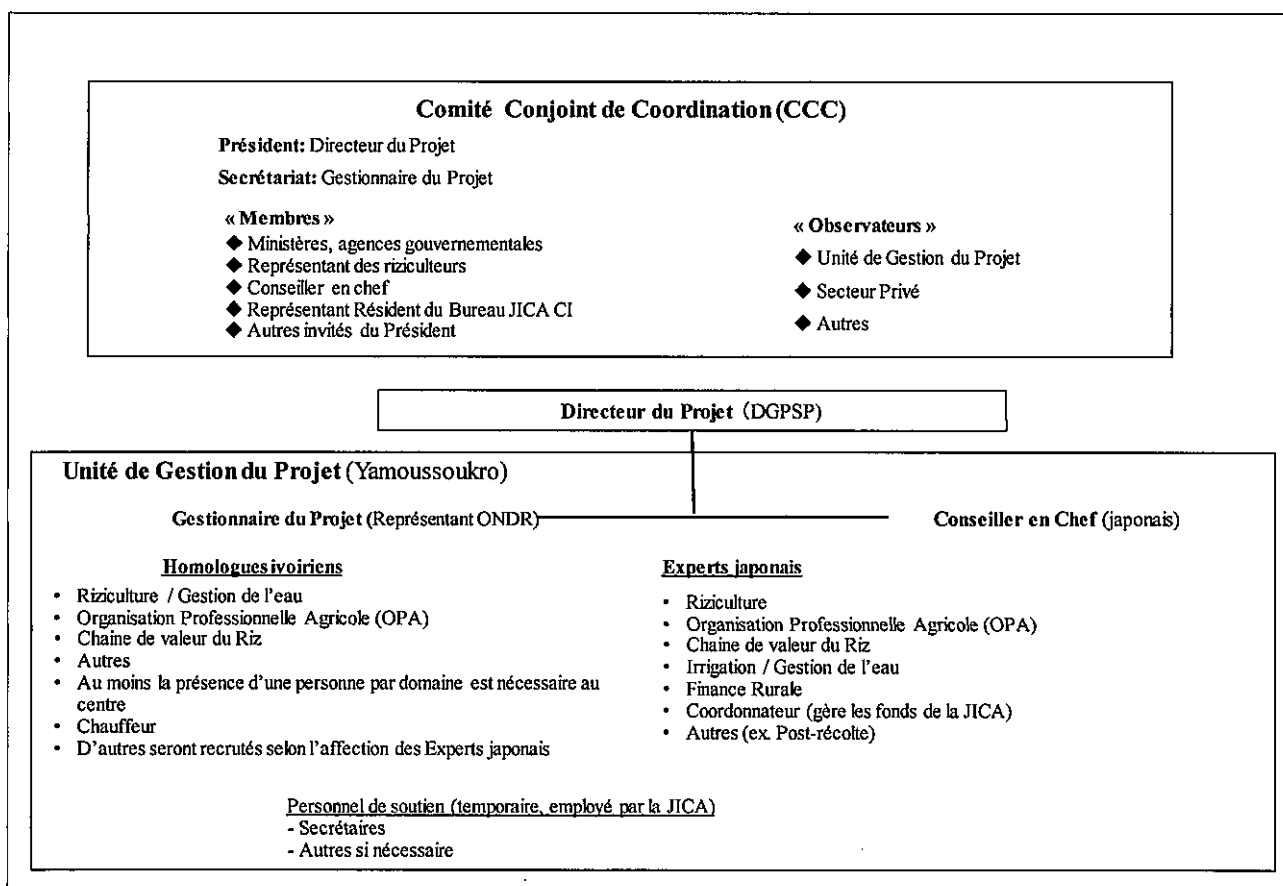 Comité Conjoint de Coordination (CCC)
Président: Directeur du Projet
Secrétariat: Gestionnaire du Projet
« Membres »
◆ Ministères, agences gouvernementales
◆ Représentant des riziculteurs
◆ Conseiller en chef
◆ Représentant Résident du Bureau JICA CI
◆ Autres invités du Président
« Observateurs »
◆ Unité de Gestion du Projet
◆ Secteur Privé
◆ Autres
Directeur du Projet (DGPSP)
Unité de Gestion du Projet (Yamoussoukro)
Gestionnaire du Projet (Représentant ONDR)
Conseiller en Chef (japonais)
Homologues ivoiriens
• Riziculture / Gestion de l'eau
• Organisation Professionnelle Agricole (OPA)
• Chaine de valeur du Riz
• Autres
• Au moins la présence d'une personne par domaine est nécessaire au
centre
• Chauffeur
• D'autres seront recrutés selon l'affection des Experts japonais
Experts japonais
• Riziculture
• Organisation Professionnelle Agricole (OPA)
• Chaine de valeur du Riz
• Irrigation / Gestion de l'eau
• Finance Rurale
• Coordonnateur (gère les fonds de la JICA)
• Autres (ex. Post-récolte)
Personnel de soutien (temporaire, employé par la JICA)
- Secrétaires
- Autres si nécessaire